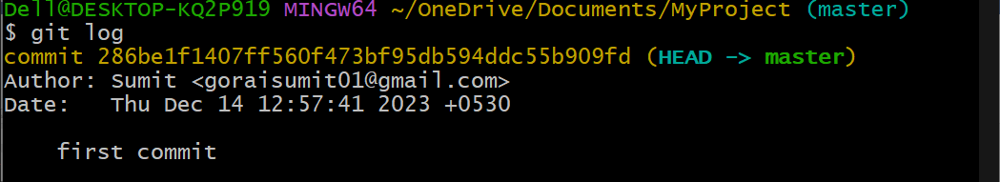 Dell@DESKTOP-KQ2P919 MINGW64 ~/OneDrive/Documents/MyProject (master)
$ git log
commit 286be1f1407ff560f473bf95db594ddc55b909fd (HEAD -> master)
Author: Sumit <goraisumit01@gmail.com>
Date:   Thu Dec 14 12:57:41 2023 +0530
    first commit